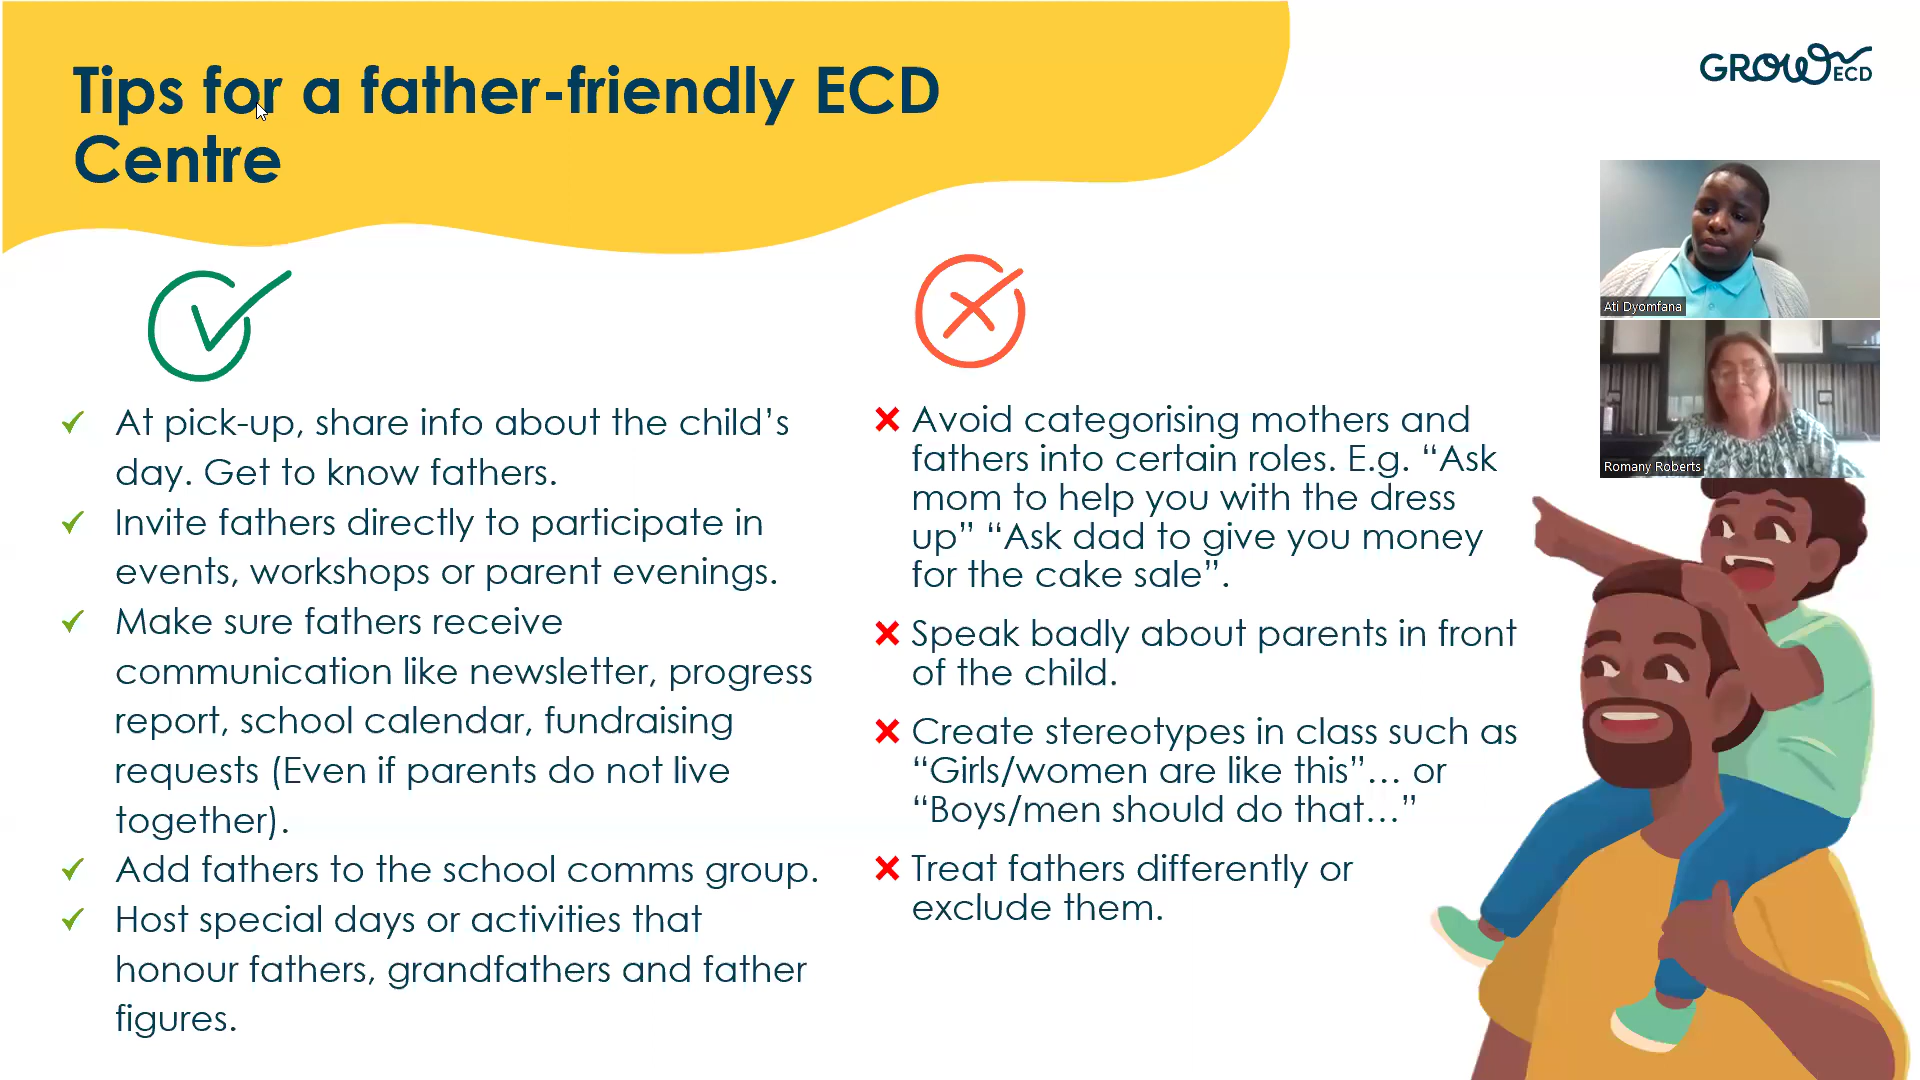 Tips for a father-friendly ECD
Centre
GROW ECD
Ati Dyomfana
Romany Roberts
At pick-up, share info about the child’s
day. Get to know fathers.
Invite fathers directly to participate in
events, workshops or parent evenings.
Make sure fathers receive
communication like newsletter, progress
report, school calendar, fundraising
requests (Even if parents do not live
together).
Add fathers to the school comms group.
Host special days or activities that
honour fathers, grandfathers and father
figures.
Avoid categorising mothers and
fathers into certain roles. E.g. “Ask
mom to help you with the dress
up” “Ask dad to give you money
for the cake sale”.
Speak badly about parents in front
of the child.
Create stereotypes in class such as
“Girls/women are like this”… or
“Boys/men should do that…”
Treat fathers differently or
exclude them.